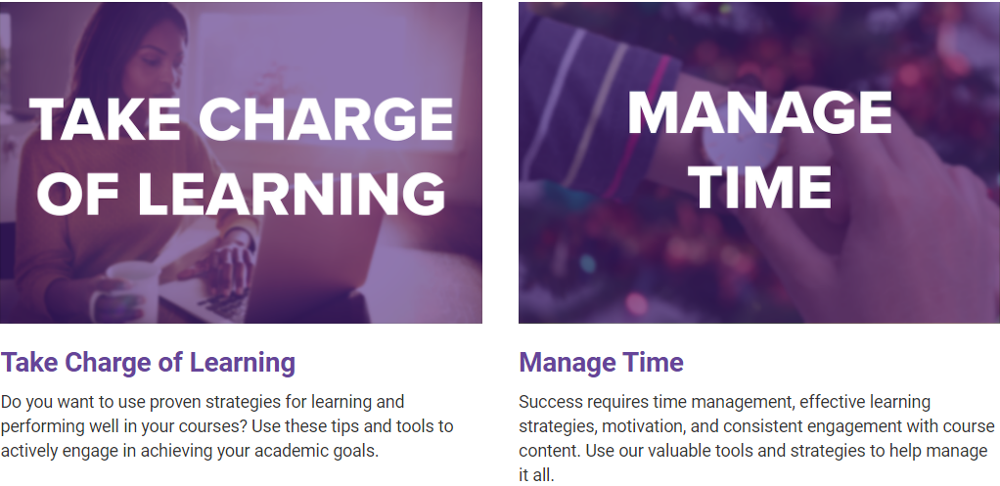 TAKE CHARGE
OF LEARNING
MANAGE
TIME
Take Charge of Learning
Do you want to use proven strategies for learning and
performing well in your courses? Use these tips and tools to
actively engage in achieving your academic goals.
Manage Time
Success requires time management, effective learning
strategies, motivation, and consistent engagement with course
content. Use our valuable tools and strategies to help manage
it all.